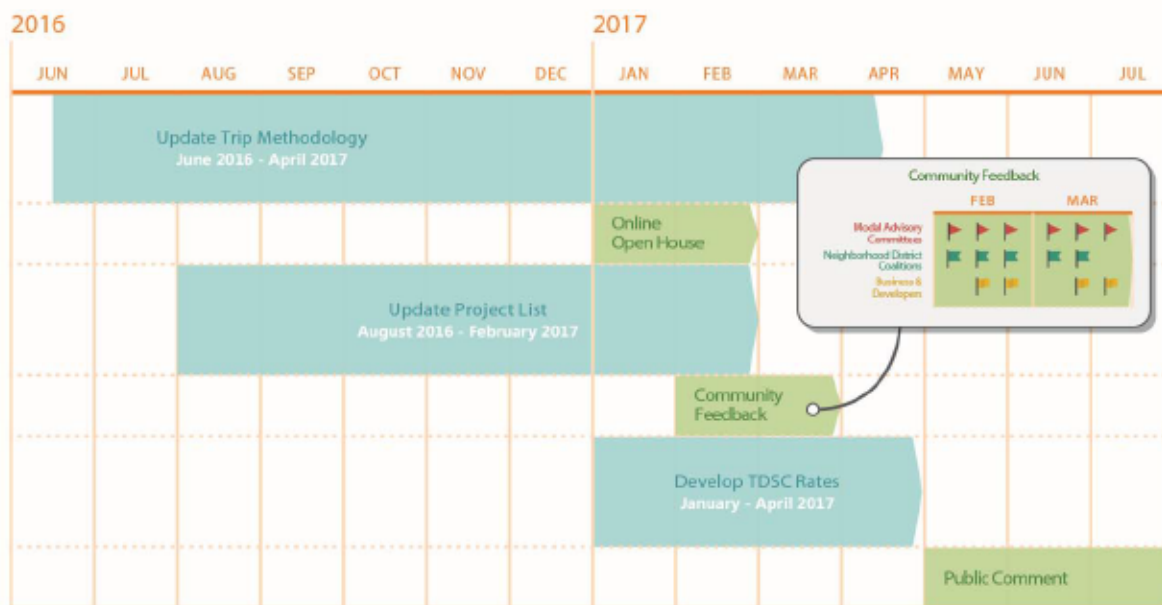 2016 2017
JUN JUL AUG SEP OCT NOV DEC JAN FEB MAR APR MAY JUN JUL
Update Trip Methodology
June 2016 - April 2017
Community Feedback
FEB MAR
Modal Advisory
Committees
Neighborhood District
Coalitions
Business &
Developers
Online
Open House
Update Project List
August 2016 - February 2017
Community
Feedback
Develop TDSC Rates
January - April 2017
Public Comment